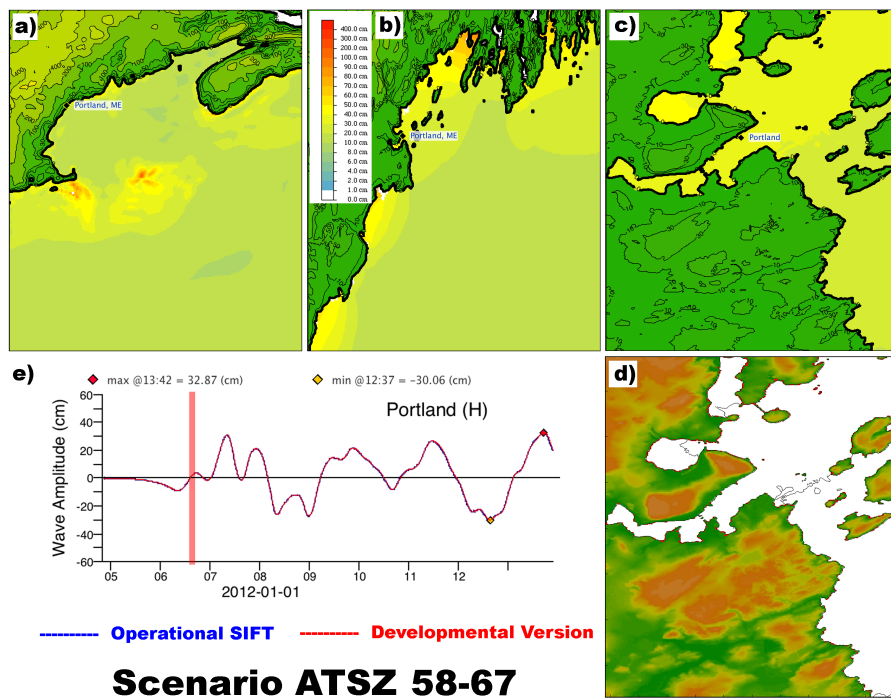 a)
Portland, ME
b)
Portland, ME
400.0 cm
300.0 cm
200.0 cm
100.0 cm
90.0 cm
80.0 cm
70.0 cm
60.0 cm
50.0 cm
40.0 cm
30.0 cm
20.0 cm
10.0 cm
8.0 cm
6.0 cm
4.0 cm
2.0 cm
1.0 cm
0.0 cm
c)
Portland
d)
e)
max @13:42 = 32.87 (cm)
min @12:37 = -30.06 (cm)
Portland (H)
Wave Amplitude (cm)
60
40
20
0
-20
-40
-60
05 06 07 08 09 10 11 12
2012-01-01
---------- Operational SIFT ---------- Developmental Version
Scenario ATSZ 58-67